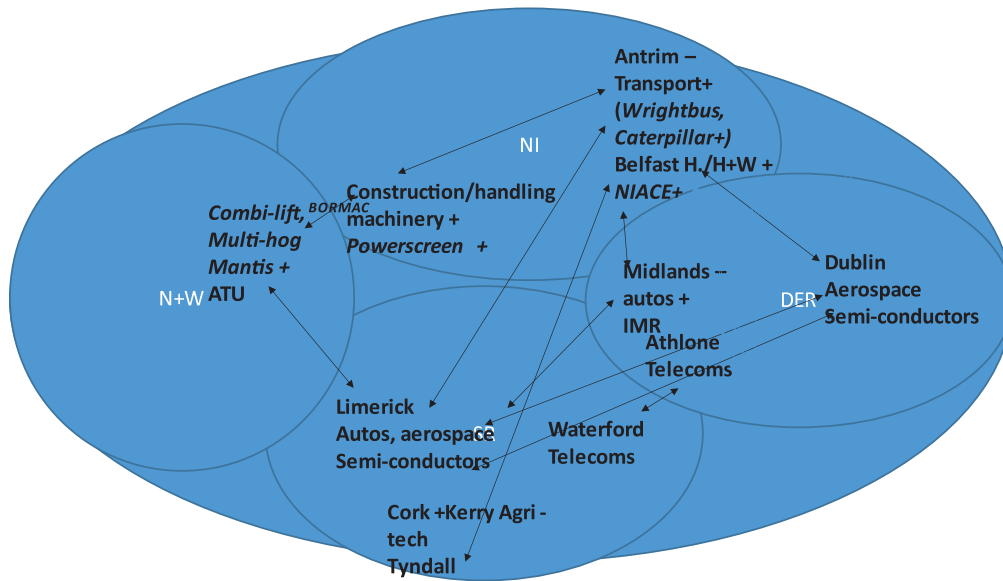 Antrim –
Transport+
(Wrightbus,
Caterpillar+)
Belfast H./H+W +
NIACE+
NI
Construction/handling
machinery +
Powerscreen +
BORMAC
Combi-lift,
Multi-hog
Mantis +
ATU
N+W
Midlands --
autos +
IMR
Athlone
Telecoms
DER
Dublin
Aerospace
Semi-conductors
Limerick
Autos, aerospace
Semi-conductors
SR
Waterford
Telecoms
Cork +Kerry Agri -
tech
Tyndall